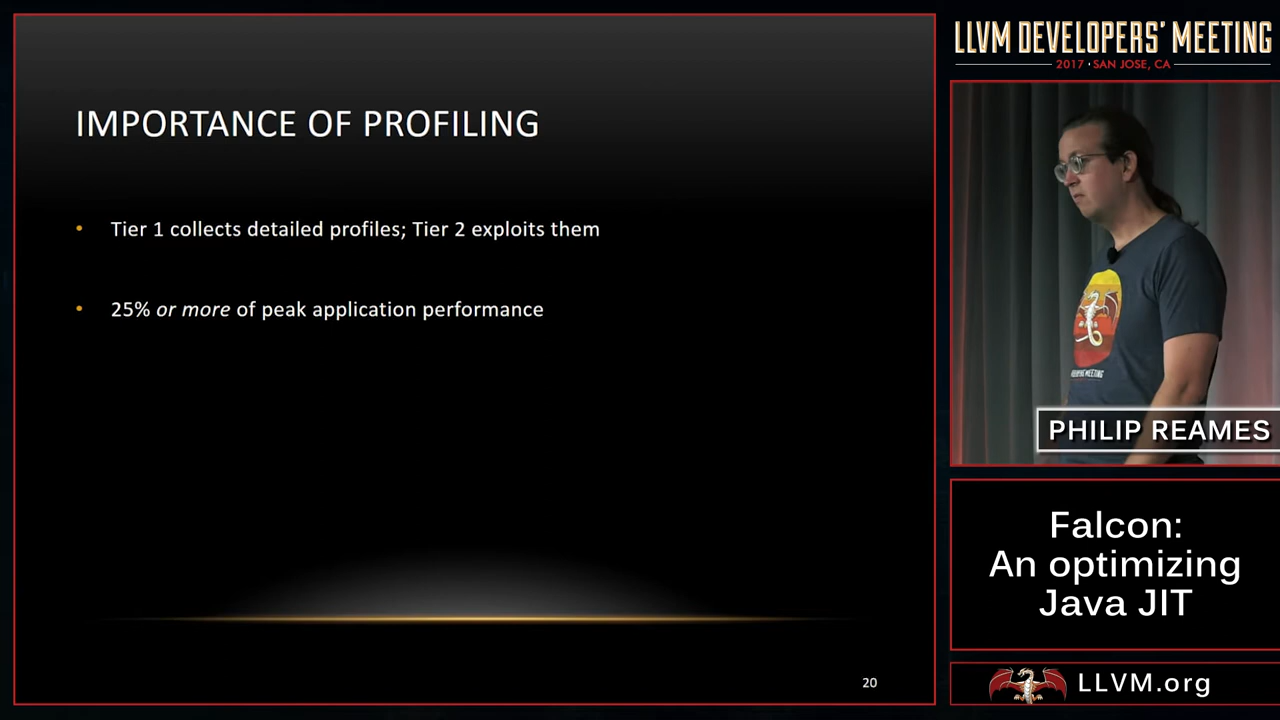 IMPORTANCE OF PROFILING
• Tier 1 collects detailed profiles; Tier 2 exploits them
• 25% or more of peak application performance
20
LLVM DEVELOPERS' MEETING
2017 • SAN JOSE, CA
PHILIP REAMES
Falcon:
An optimizing
Java JIT
LLVM.org